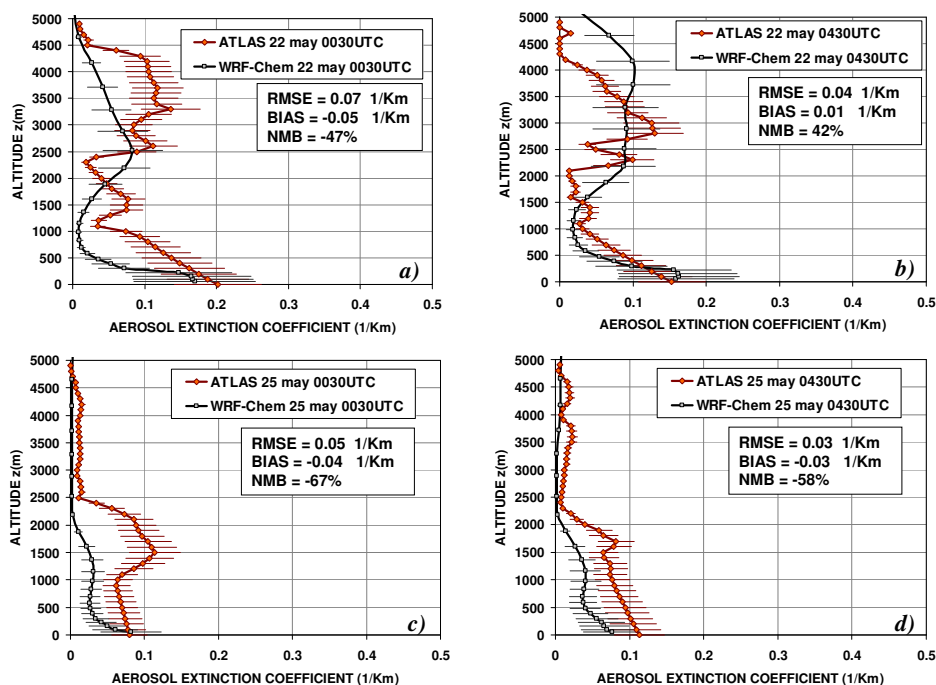 5000
4500
4000
3500
3000
2500
2000
1500
1000
500
0
ALTITUDE z(m)
ATLAS 22 may 0030UTC
WRF-Chem 22 may 0030UTC
RMSE = 0.07 1/Km
BIAS = -0.05 1/Km
NMB = -47%
a)
0 0.1 0.2 0.3 0.4 0.5
AEROSOL EXTINCTION COEFFICIENT (1/Km)
5000
4500
4000
3500
3000
2500
2000
1500
1000
500
0
ALTITUDE z(m)
ATLAS 22 may 0430UTC
WRF-Chem 22 may 0430UTC
RMSE = 0.04 1/Km
BIAS = 0.01 1/Km
NMB = 42%
b)
0 0.1 0.2 0.3 0.4 0.5
AEROSOL EXTINCTION COEFFICIENT (1/Km)
5000
4500
4000
3500
3000
2500
2000
1500
1000
500
0
ALTITUDE z(m)
ATLAS 25 may 0030UTC
WRF-Chem 25 may 0030UTC
RMSE = 0.05 1/Km
BIAS = -0.04 1/Km
NMB = -67%
c)
0 0.1 0.2 0.3 0.4 0.5
AEROSOL EXTINCTION COEFFICIENT (1/Km)
5000
4500
4000
3500
3000
2500
2000
1500
1000
500
0
ALTITUDE z(m)
ATLAS 25 may 0430UTC
WRF-Chem 25 may 0430UTC
RMSE = 0.03 1/Km
BIAS = -0.03 1/Km
NMB = -58%
d)
0 0.1 0.2 0.3 0.4 0.5
AEROSOL EXTINCTION COEFFICIENT (1/Km)